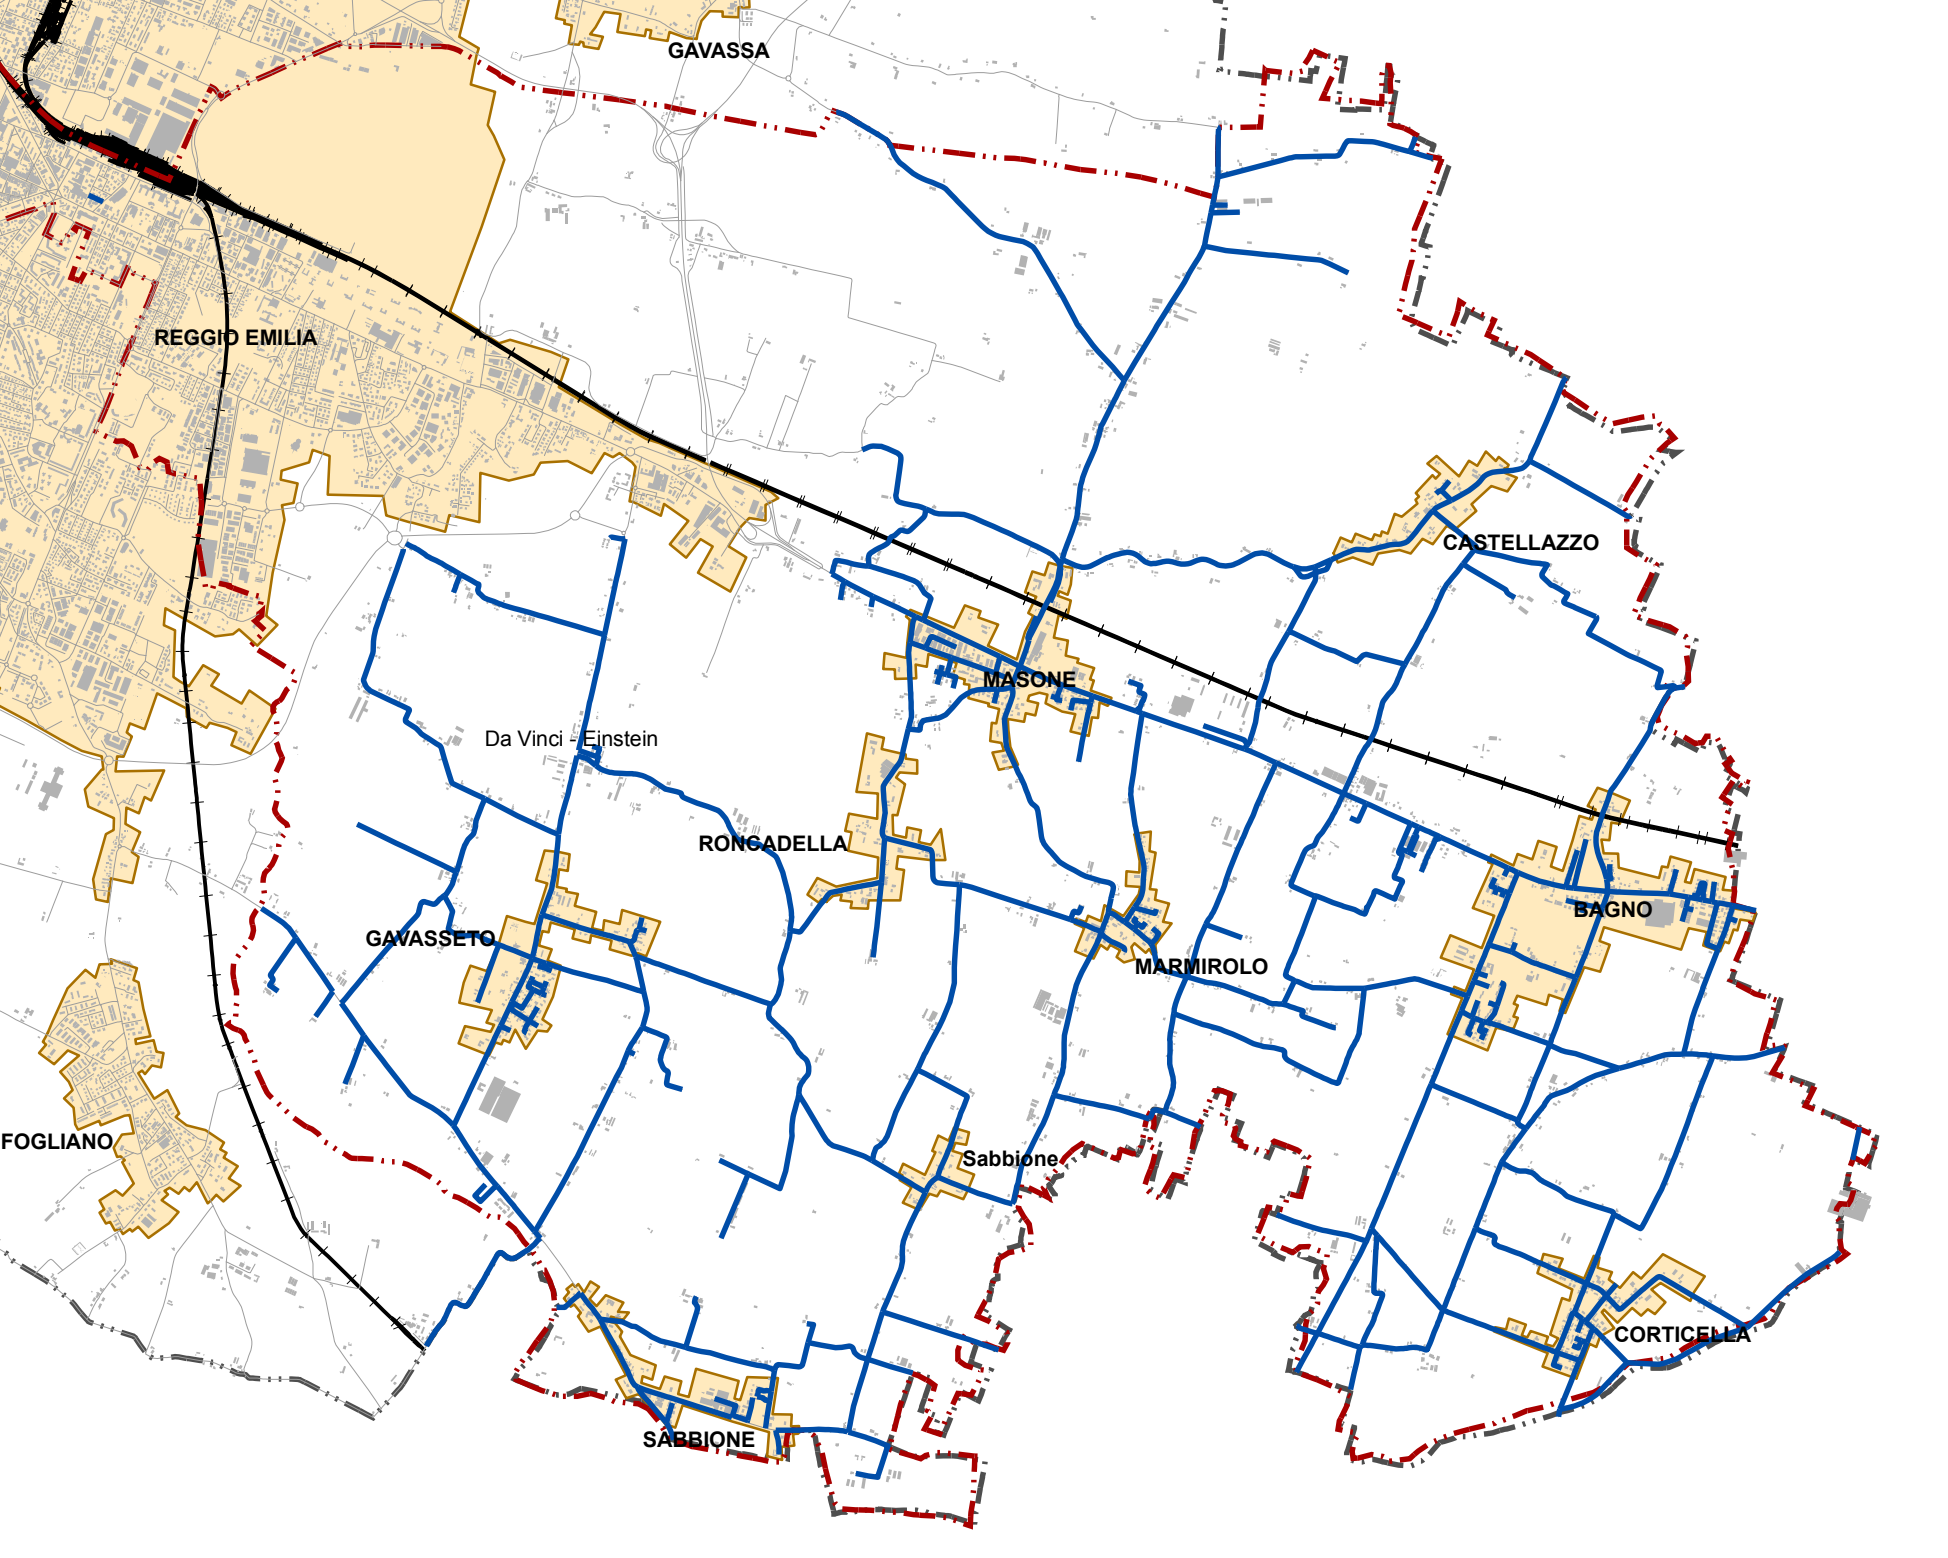 GAVASSA
REGGIO EMILIA
CASTELLAZZO
MASONE
Da Vinci - Einstein
RONCADELLA
BAGNO
GAVASSETO
MARMIROLO
FOGLIANO
Sabbione
CORTICELLA
SABBIONE